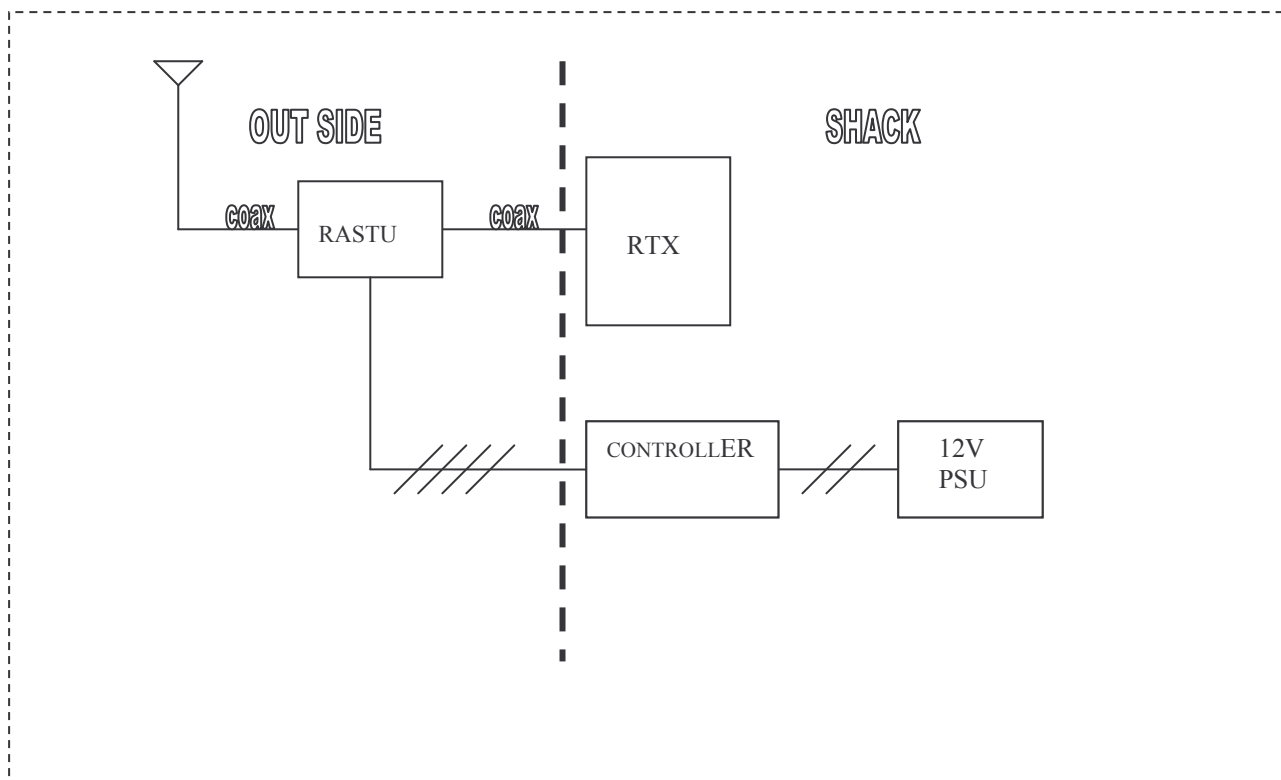 OUT SIDE
SHACK
coax
coax
RASTU
RTX
CONTROLLER
12V
PSU